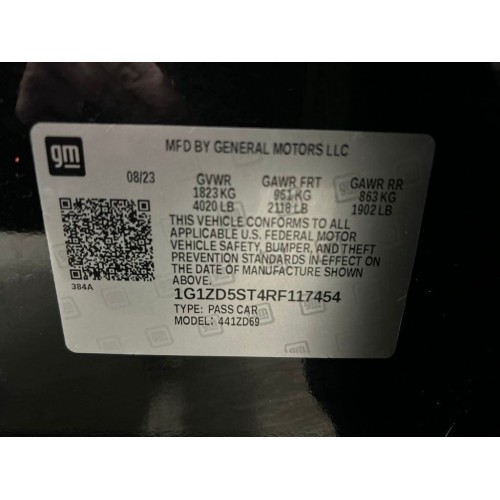 gm
MFD BY GENERAL MOTORS LLC
08/23
GVWR GAWR FRT GAWR RR
1823 KG 961 KG 863 KG
4020 LB 2118 LB 1902 LB
THIS VEHICLE CONFORMS TO ALL
APPLICABLE U.S. FEDERAL MOTOR
VEHICLE SAFETY, BUMPER, AND THEFT
PREVENTION STANDARDS IN EFFECT ON
THE DATE OF MANUFACTURE SHOWN
ABOVE.
384A
1G1ZD5ST4RF117454
TYPE: PASS CAR
MODEL: 441ZD69